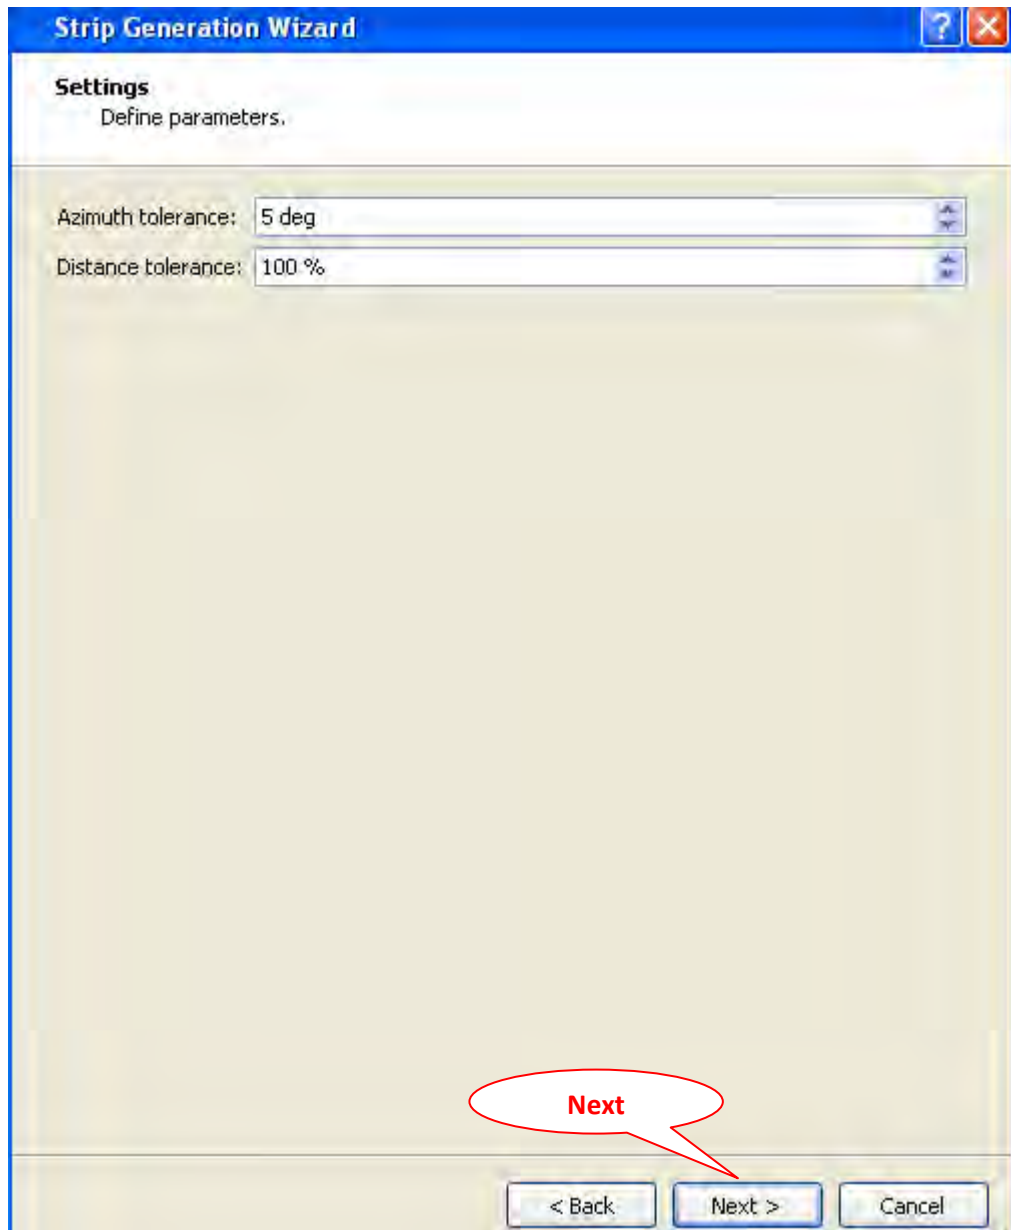 Strip Generation Wizard
Settings
Define parameters.
Azimuth tolerance: 5 deg
Distance tolerance: 100 %
Next
< Back Next > Cancel